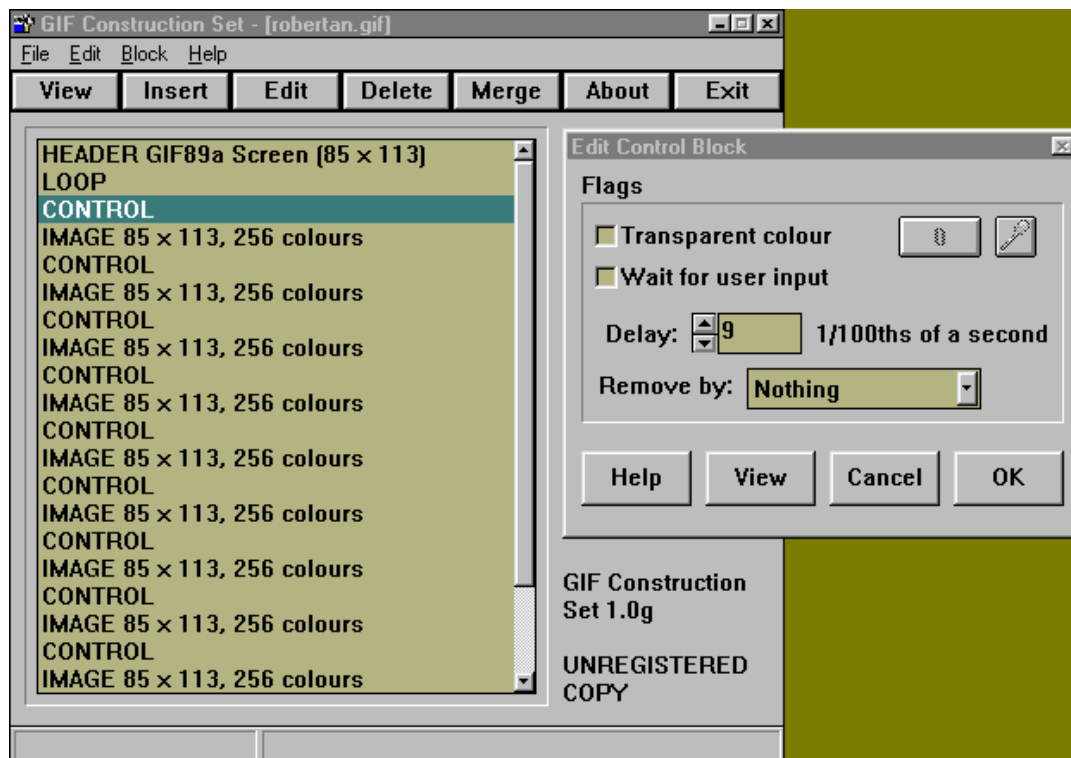 GIF Construction Set - [robertan.gif]
File Edit Block Help
View Insert Edit Delete Merge About Exit
HEADER GIF89a Screen (85 x 113)
LOOP
CONTROL
IMAGE 85 x 113, 256 colours
CONTROL
IMAGE 85 x 113, 256 colours
CONTROL
IMAGE 85 x 113, 256 colours
CONTROL
IMAGE 85 x 113, 256 colours
CONTROL
IMAGE 85 x 113, 256 colours
CONTROL
IMAGE 85 x 113, 256 colours
CONTROL
IMAGE 85 x 113, 256 colours
CONTROL
IMAGE 85 x 113, 256 colours
CONTROL
IMAGE 85 x 113, 256 colours
Edit Control Block
Flags
Transparent colour 0
Wait for user input
Delay: 9 1/100ths of a second
Remove by: Nothing
Help View Cancel OK
GIF Construction
Set 1.0g
UNREGISTERED
COPY